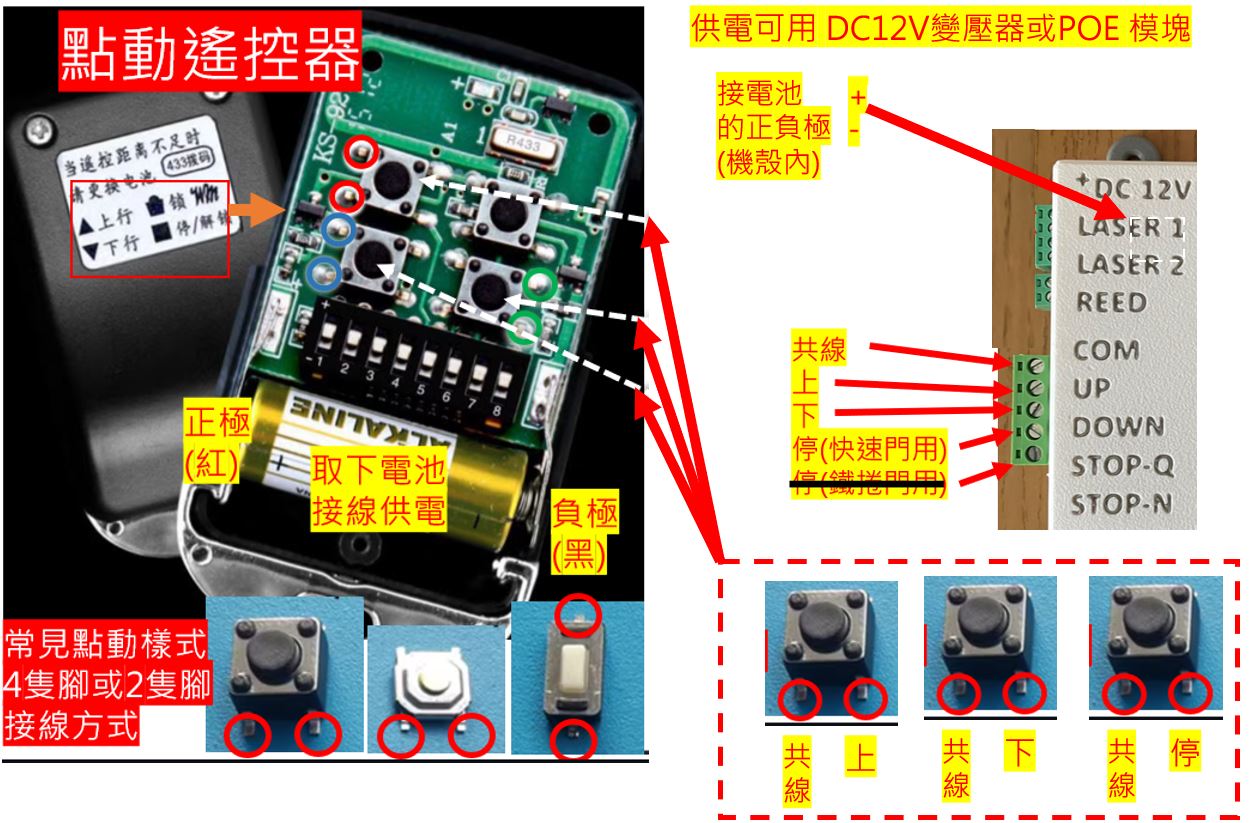 點動遙控器
供電可用 DC12V變壓器或POE 模塊
接電池 +
的正負極 -
(機殼內)
当遥控距离不足时
请更换电池 433拨码
▲上行 锁
▼下行 ■停/解锁
KS-92
A1
C1
R433
1
+
1 2 3 4 5 6 7 8
ALKALINE
正極
(紅)
取下電池
接線供電
負極
(黑)
+DC 12V
LASER 1
LASER 2
REED
COM
UP
DOWN
STOP-Q
STOP-N
共線
上
下
停(快速門用)
停(鐵捲門用)
常見點動樣式
4隻腳或2隻腳
接線方式
共線 上
共線 下
共線 停